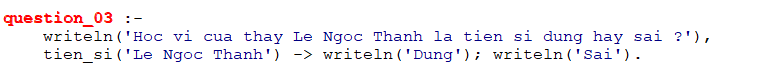 question_03 :-
writeln('Hoc vi cua thay Le Ngoc Thanh la tien si dung hay sai ?'),
tien_si('Le Ngoc Thanh') -> writeln('Dung'); writeln('Sai').